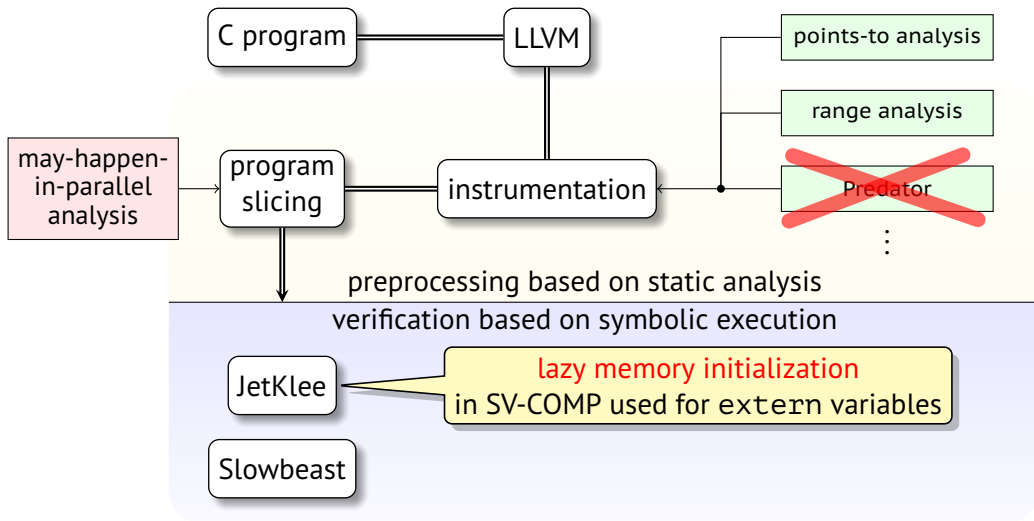 C program
LLVM
points-to analysis
range analysis
may-happen-
in-parallel
analysis
program
slicing
instrumentation
Predator
⋮
preprocessing based on static analysis
verification based on symbolic execution
JetKlee
lazy memory initialization
in SV-COMP used for extern variables
Slowbeast